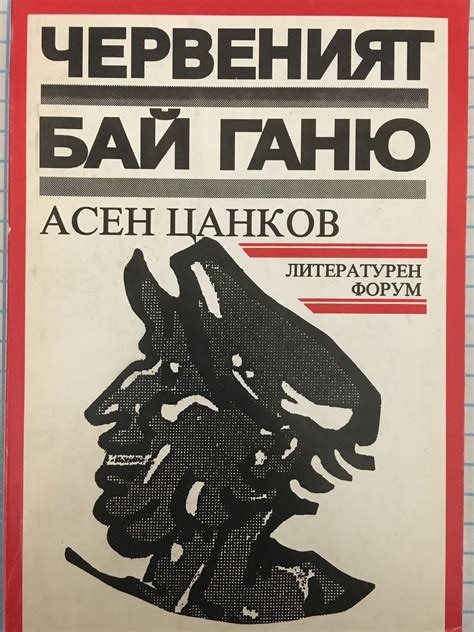 ЧЕРВЕНИЯТ
БАЙ ГАНЮ
АСЕН ЦАНКОВ
ЛИТЕРАТУРЕН
ФОРУМ